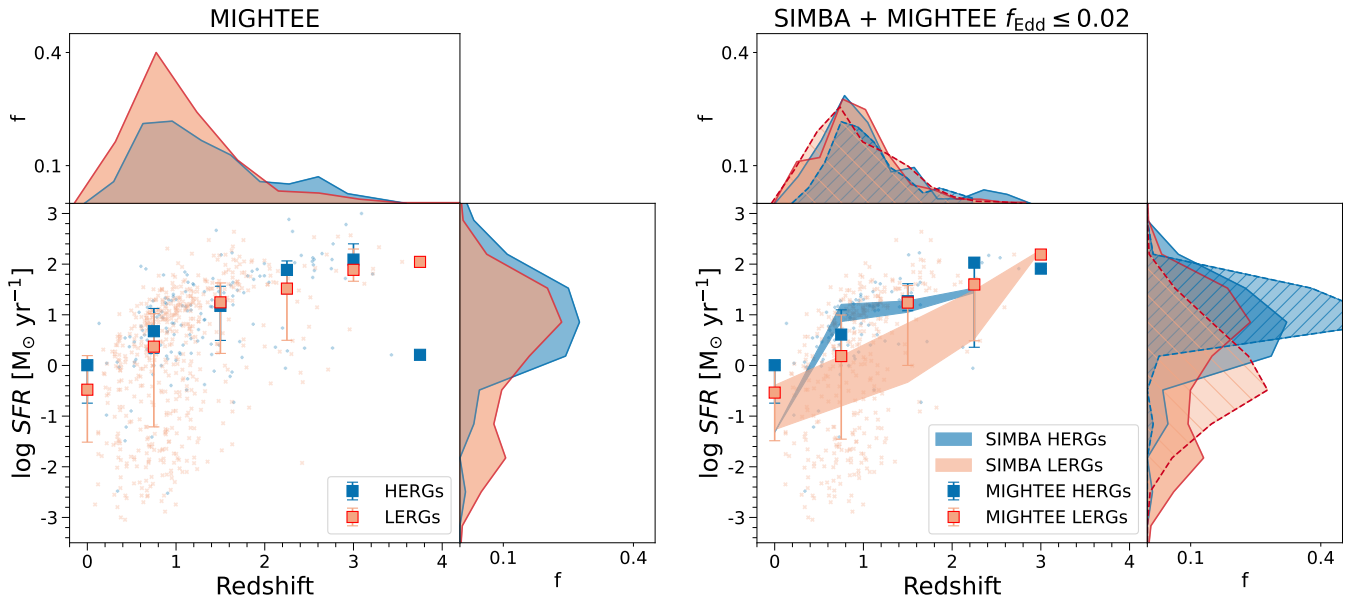 MIGHTEE
SIMBA + MIGHTEE f_Edd ≤ 0.02
0.4
f
0.1
0.4
f
0.1
3
2
1
0
-1
-2
-3
log SFR [M⊙ yr⁻¹]
HERGs
LERGs
0 1 2 3 4
Redshift
0.1 0.4
f
3
2
1
0
-1
-2
-3
log SFR [M⊙ yr⁻¹]
SIMBA HERGs
SIMBA LERGs
MIGHTEE HERGs
MIGHTEE LERGs
0 1 2 3 4
Redshift
0.1 0.4
f